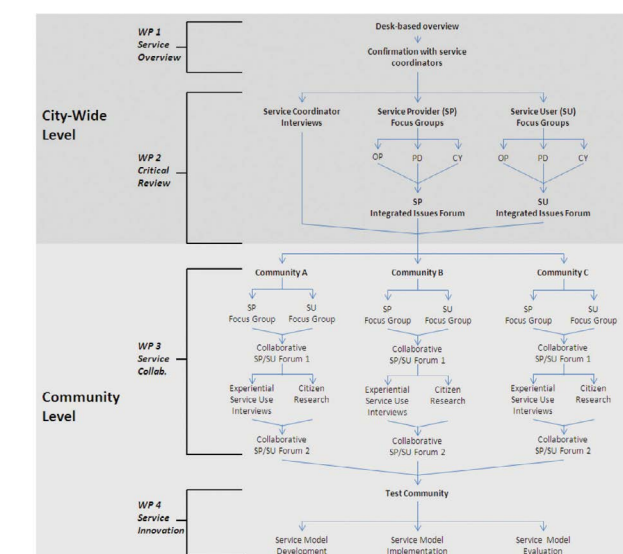 WP 1
Service
Overview
Desk-based overview
Confirmation with service
coordinators
City-Wide
Level
WP 2
Critical
Review
Service Coordinator
Interviews
Service Provider (SP)
Focus Groups
Service User (SU)
Focus Groups
OP PD CY
OP PD CY
SP
Integrated Issues Forum
SU
Integrated Issues Forum
Community A
Community B
Community C
SP
Focus Group
SU
Focus Group
SP
Focus Group
SU
Focus Group
SP
Focus Group
SU
Focus Group
WP 3
Service
Collab.
Collaborative
SP/SU Forum 1
Collaborative
SP/SU Forum 1
Collaborative
SP/SU Forum 1
Community
Level
Experiential
Service Use
Interviews
Citizen
Research
Experiential
Service Use
Interviews
Citizen
Research
Experiential
Service Use
Interviews
Citizen
Research
Collaborative
SP/SU Forum 2
Collaborative
SP/SU Forum 2
Collaborative
SP/SU Forum 2
WP 4
Service
Innovation
Test Community
Service Model
Development
Service Model
Implementation
Service Model
Evaluation